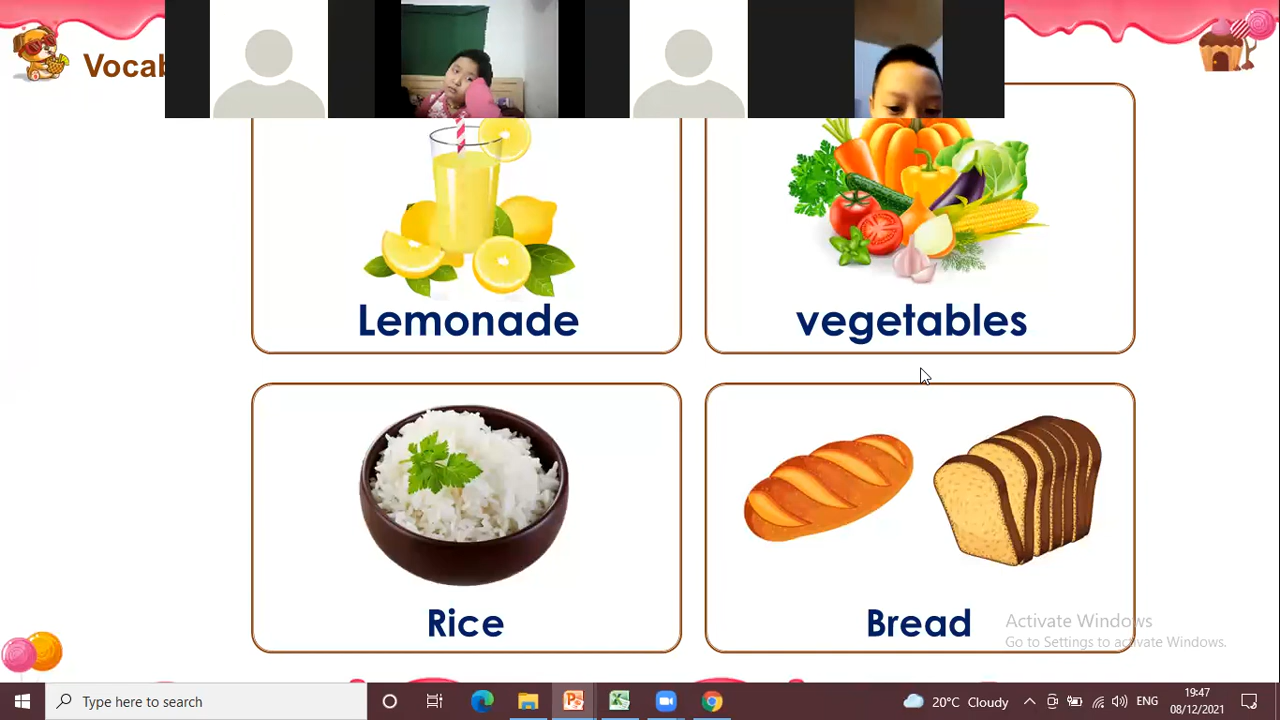 Vocab
Lemonade
vegetables
Rice
Bread
Activate Windows
Go to Settings to activate Windows.
Type here to search
20°C Cloudy
ENG
19:47
08/12/2021